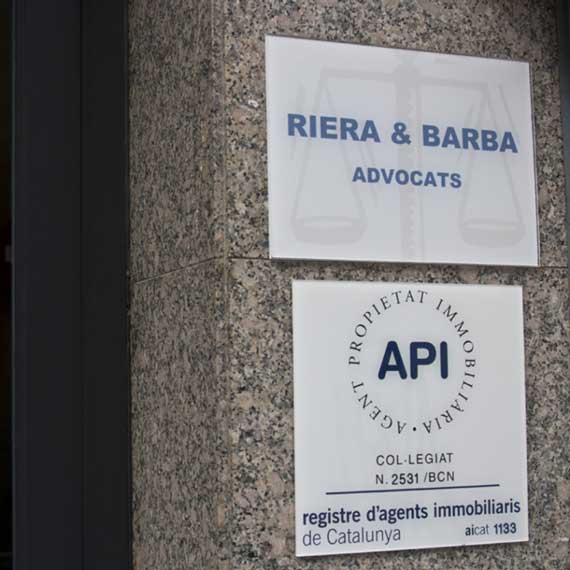 RIERA & BARBA
ADVOCATS
AGENT PROPIETAT IMMOBILIÀRIA •
API
COL·LEGIAT
N. 2531 /BCN
registre d'agents immobiliaris
de Catalunya aicat 1133